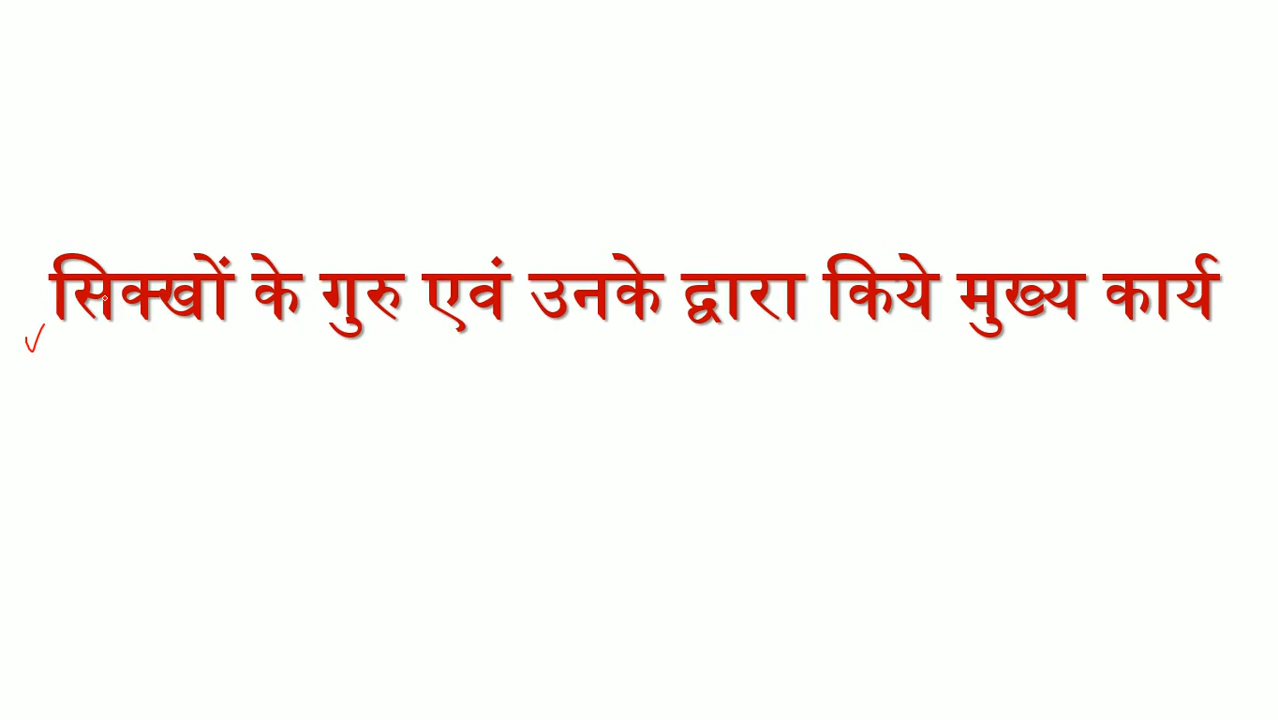 सिक्खों के गुरु एवं उनके द्वारा किये मुख्य कार्य